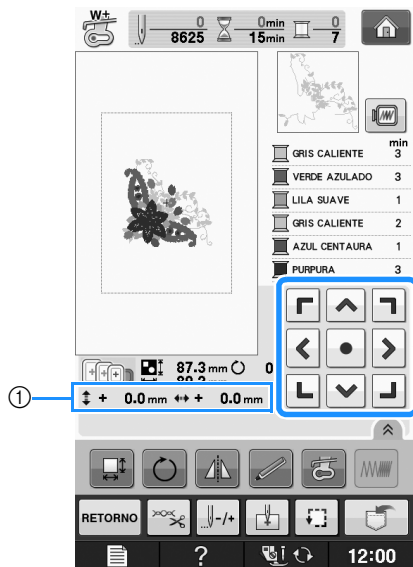 W±
0
8625
0min
15min
0
7
min
GRIS CALIENTE 3
VERDE AZULADO 3
LILA SUAVE 1
GRIS CALIENTE 2
AZUL CENTAURA 1
PURPURA 3
87.3 mm 0
+ 0.0 mm + 0.0 mm
1
RETORNO
-/+
?
12:00